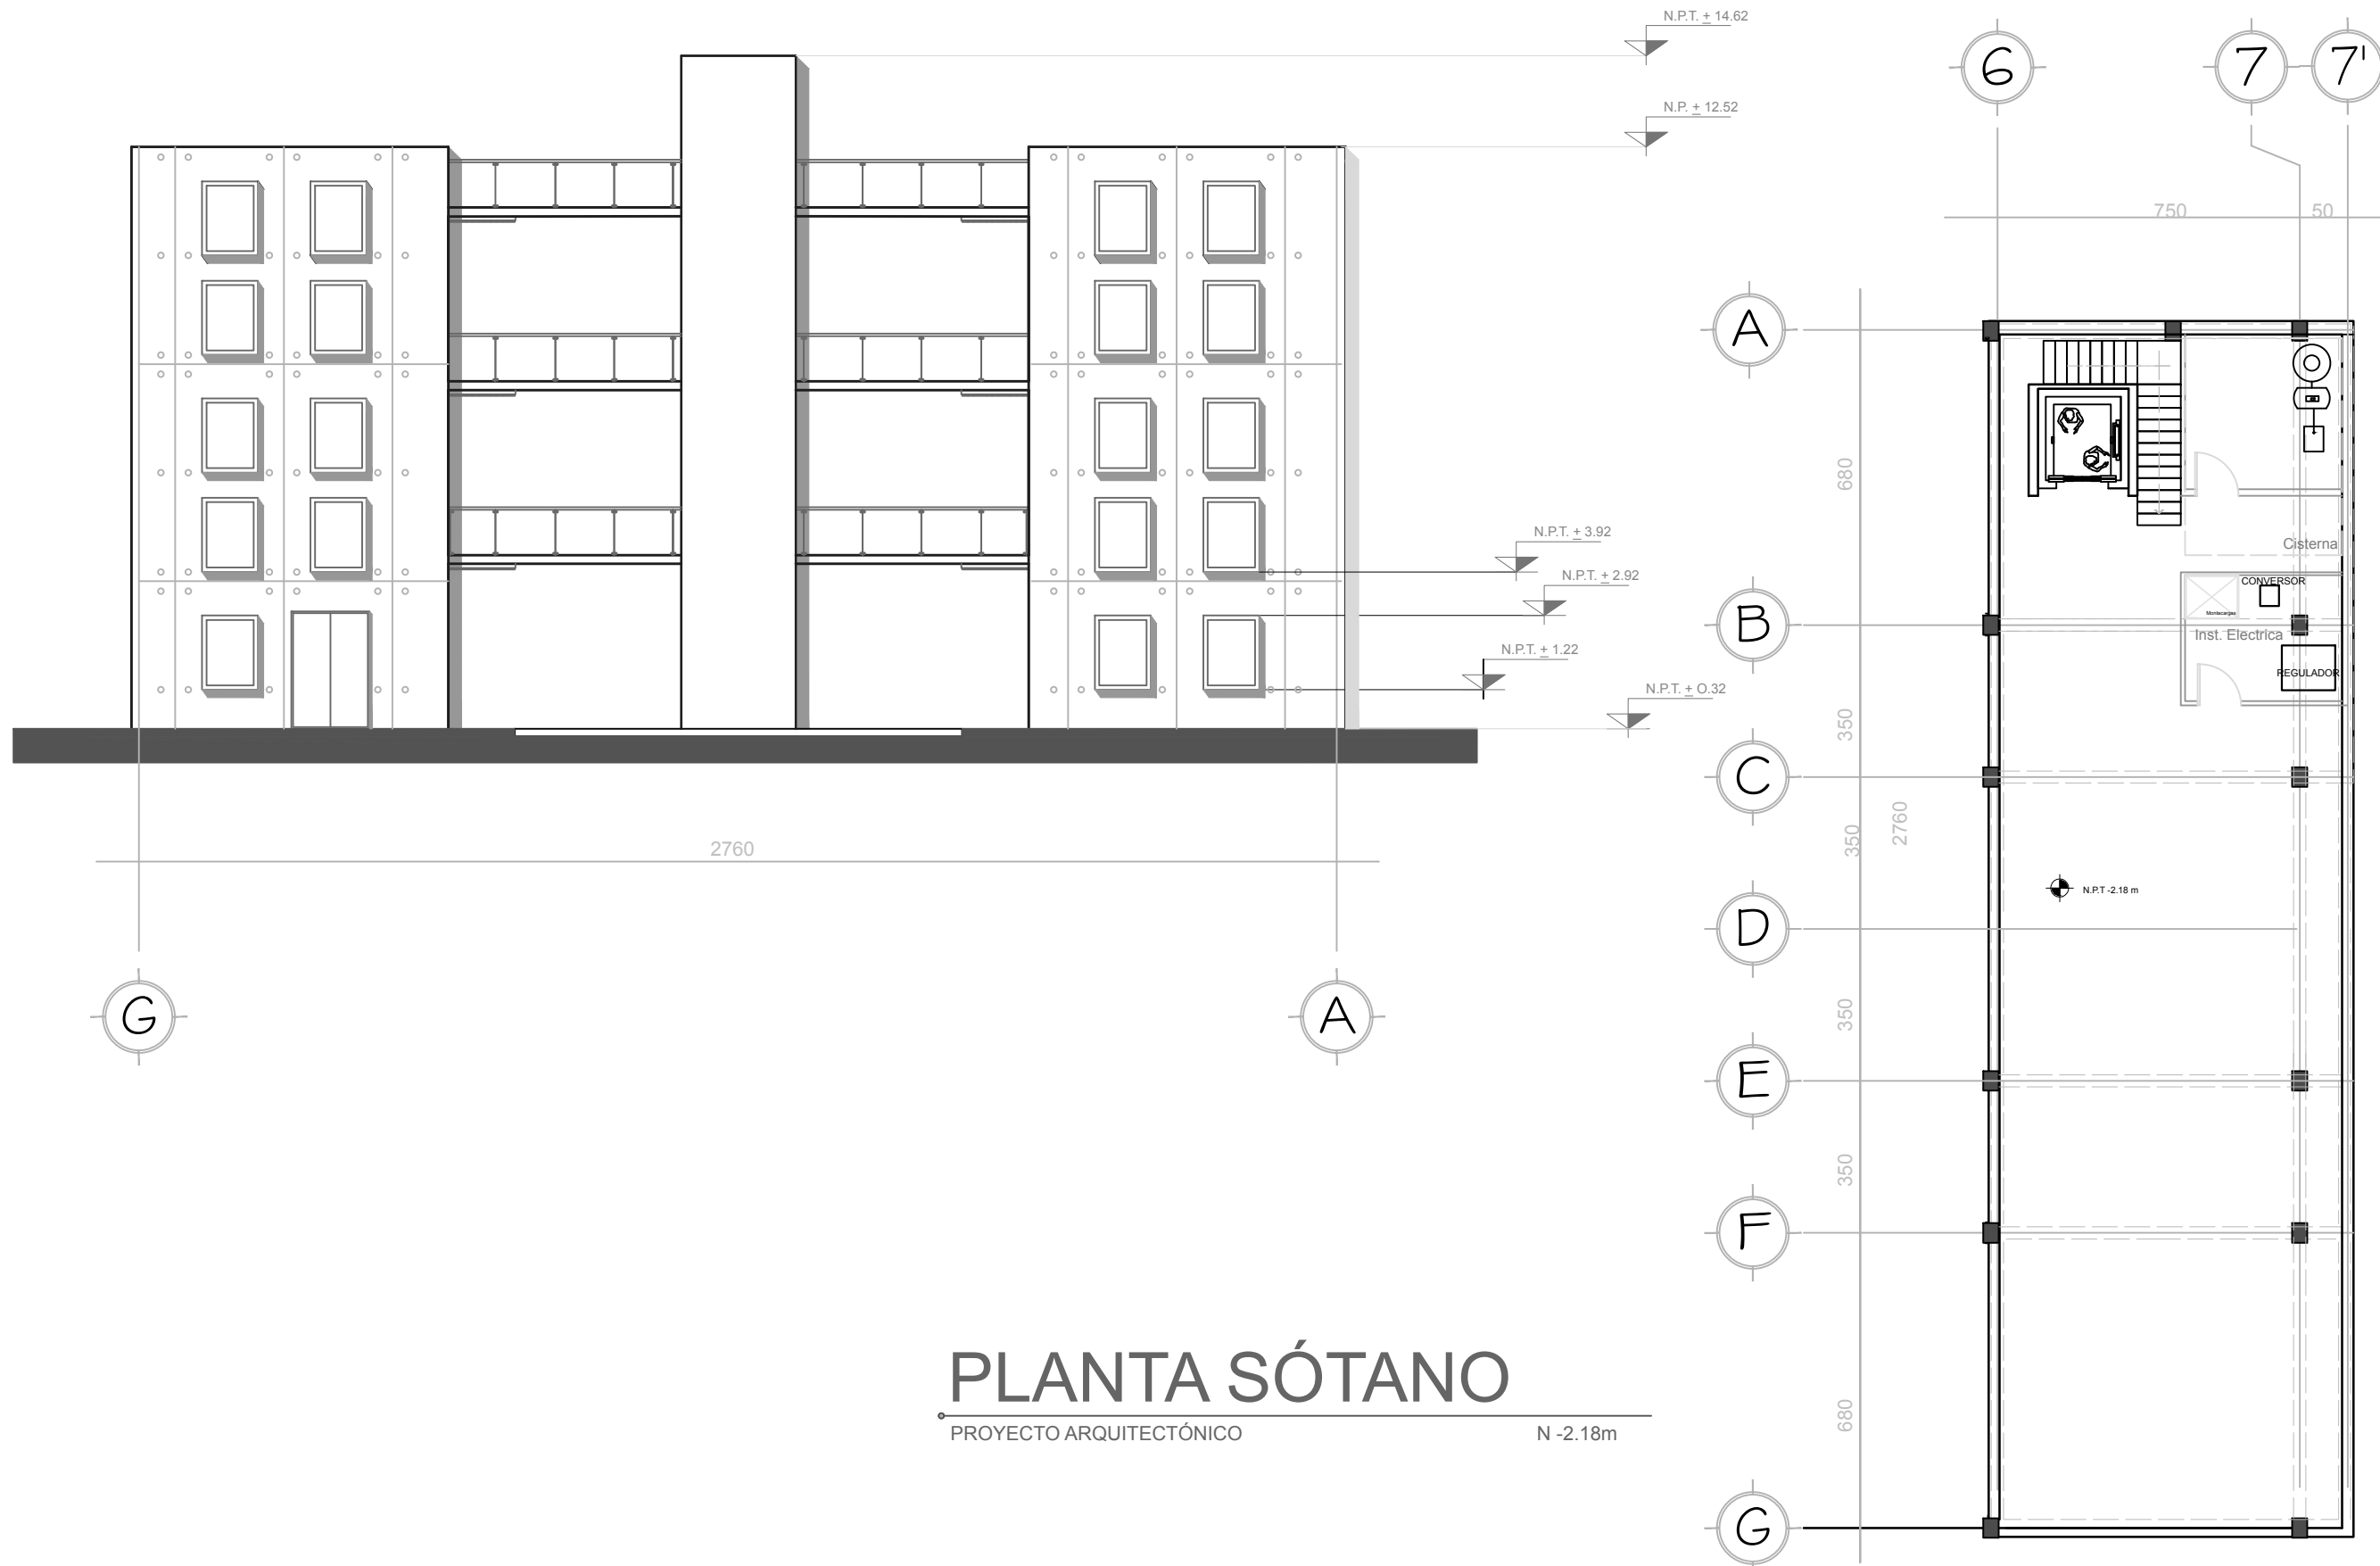 N.P.T. ± 14.62
N.P. ± 12.52
N.P.T. ± 3.92
N.P.T. ± 2.92
N.P.T. ± 1.22
N.P.T. ± O.32
2760
G
A
6
7
7'
750
50
A
B
C
D
E
F
G
680
350
350
2760
350
350
680
Cisterna
CONVERSOR
Montacargas
Inst. Electrica
REGULADOR
N.P.T -2.18 m
PLANTA SÓTANO
PROYECTO ARQUITECTÓNICO
N -2.18m